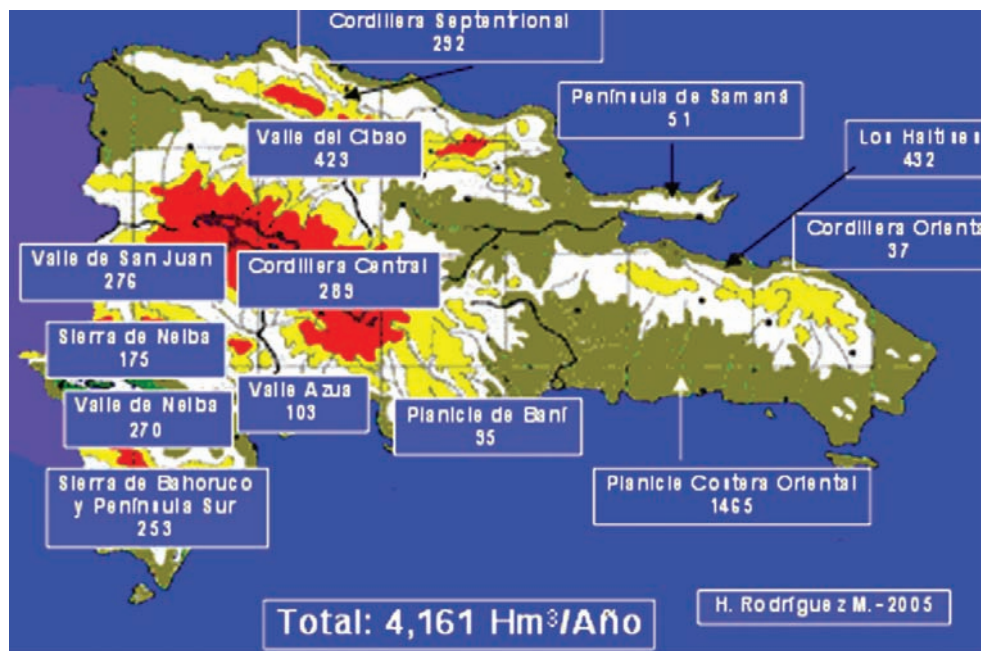 Cordillera Septentrional
292
Península de Samaná
51
Valle del Cibao
423
Los Haitises
432
Cordillera Orienta
37
Valle de San Juan
276
Cordillera Central
289
Sierra de Neiba
175
Valle Azua
103
Valle de Neiba
270
Planicie de Baní
95
Sierra de Bahoruco
y Península Sur
253
Planicie Costera Oriental
1465
Total: 4,161 Hm³/Año
H. Rodríguez M.-2005